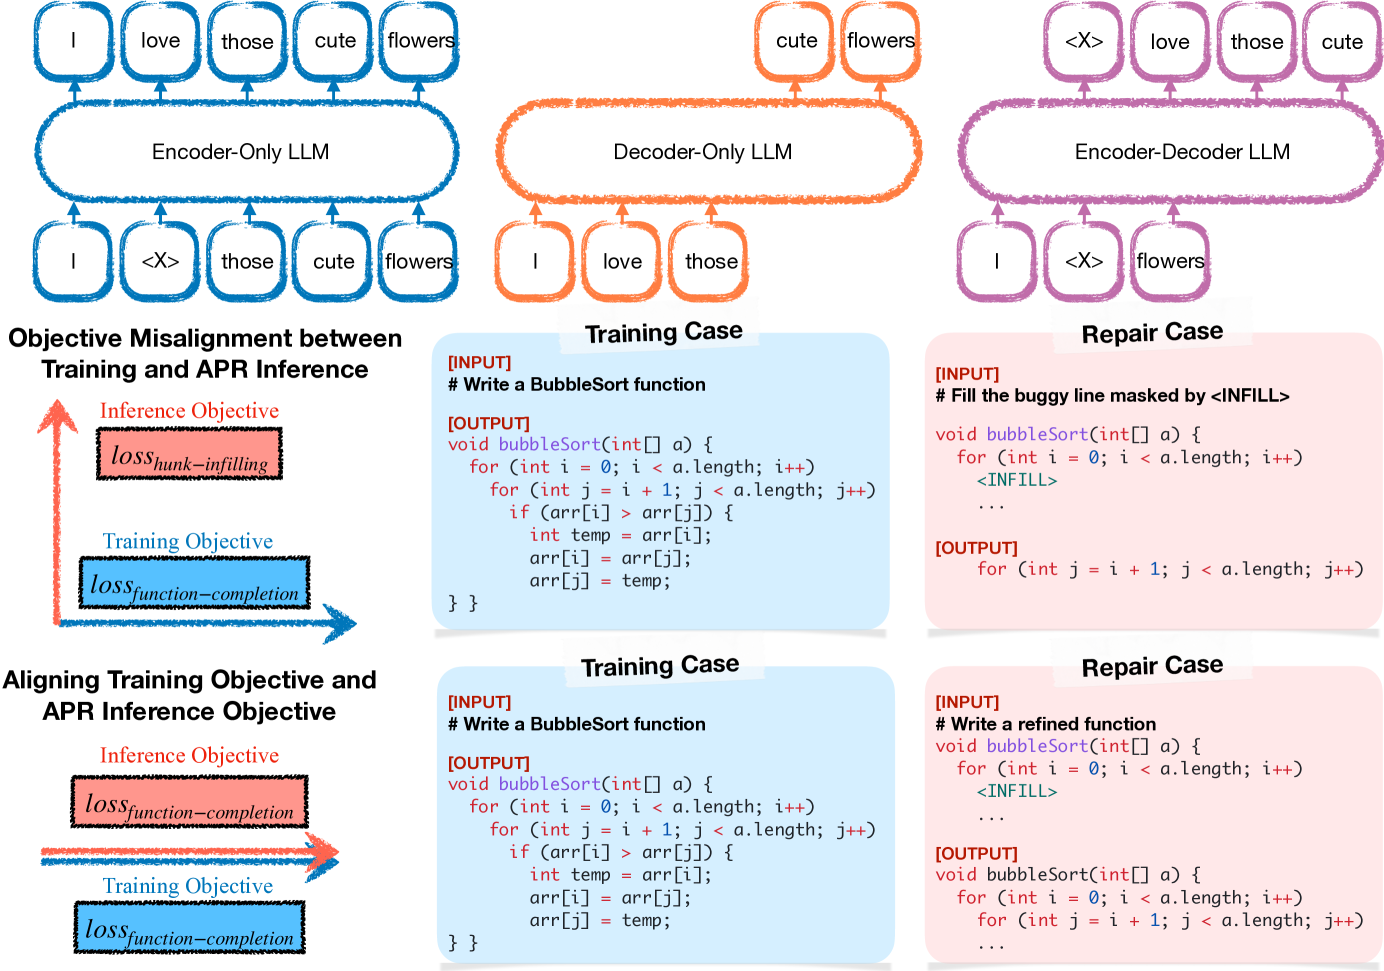 I love those cute flowers
cute flowers
<X> love those cute
Encoder-Only LLM
Decoder-Only LLM
Encoder-Decoder LLM
I <X> those cute flowers
I love those
I <X> flowers
Objective Misalignment between
Training and APR Inference
Inference Objective
loss_hunk−infilling
Training Objective
loss_function−completion
Training Case
[INPUT]
# Write a BubbleSort function
[OUTPUT]
void bubbleSort(int[] a) {
  for (int i = 0; i < a.length; i++)
    for (int j = i + 1; j < a.length; j++)
      if (arr[i] > arr[j]) {
        int temp = arr[i];
        arr[i] = arr[j];
        arr[j] = temp;
} }
Repair Case
[INPUT]
# Fill the buggy line masked by <INFILL>
void bubbleSort(int[] a) {
  for (int i = 0; i < a.length; i++)
    <INFILL>
    ...
[OUTPUT]
    for (int j = i + 1; j < a.length; j++)
Aligning Training Objective and
APR Inference Objective
Inference Objective
loss_function−completion
Training Objective
loss_function−completion
Training Case
[INPUT]
# Write a BubbleSort function
[OUTPUT]
void bubbleSort(int[] a) {
  for (int i = 0; i < a.length; i++)
    for (int j = i + 1; j < a.length; j++)
      if (arr[i] > arr[j]) {
        int temp = arr[i];
        arr[i] = arr[j];
        arr[j] = temp;
} }
Repair Case
[INPUT]
# Write a refined function
void bubbleSort(int[] a) {
  for (int i = 0; i < a.length; i++)
    <INFILL>
    ...
[OUTPUT]
void bubbleSort(int[] a) {
  for (int i = 0; i < a.length; i++)
    for (int j = i + 1; j < a.length; j++)
    ...